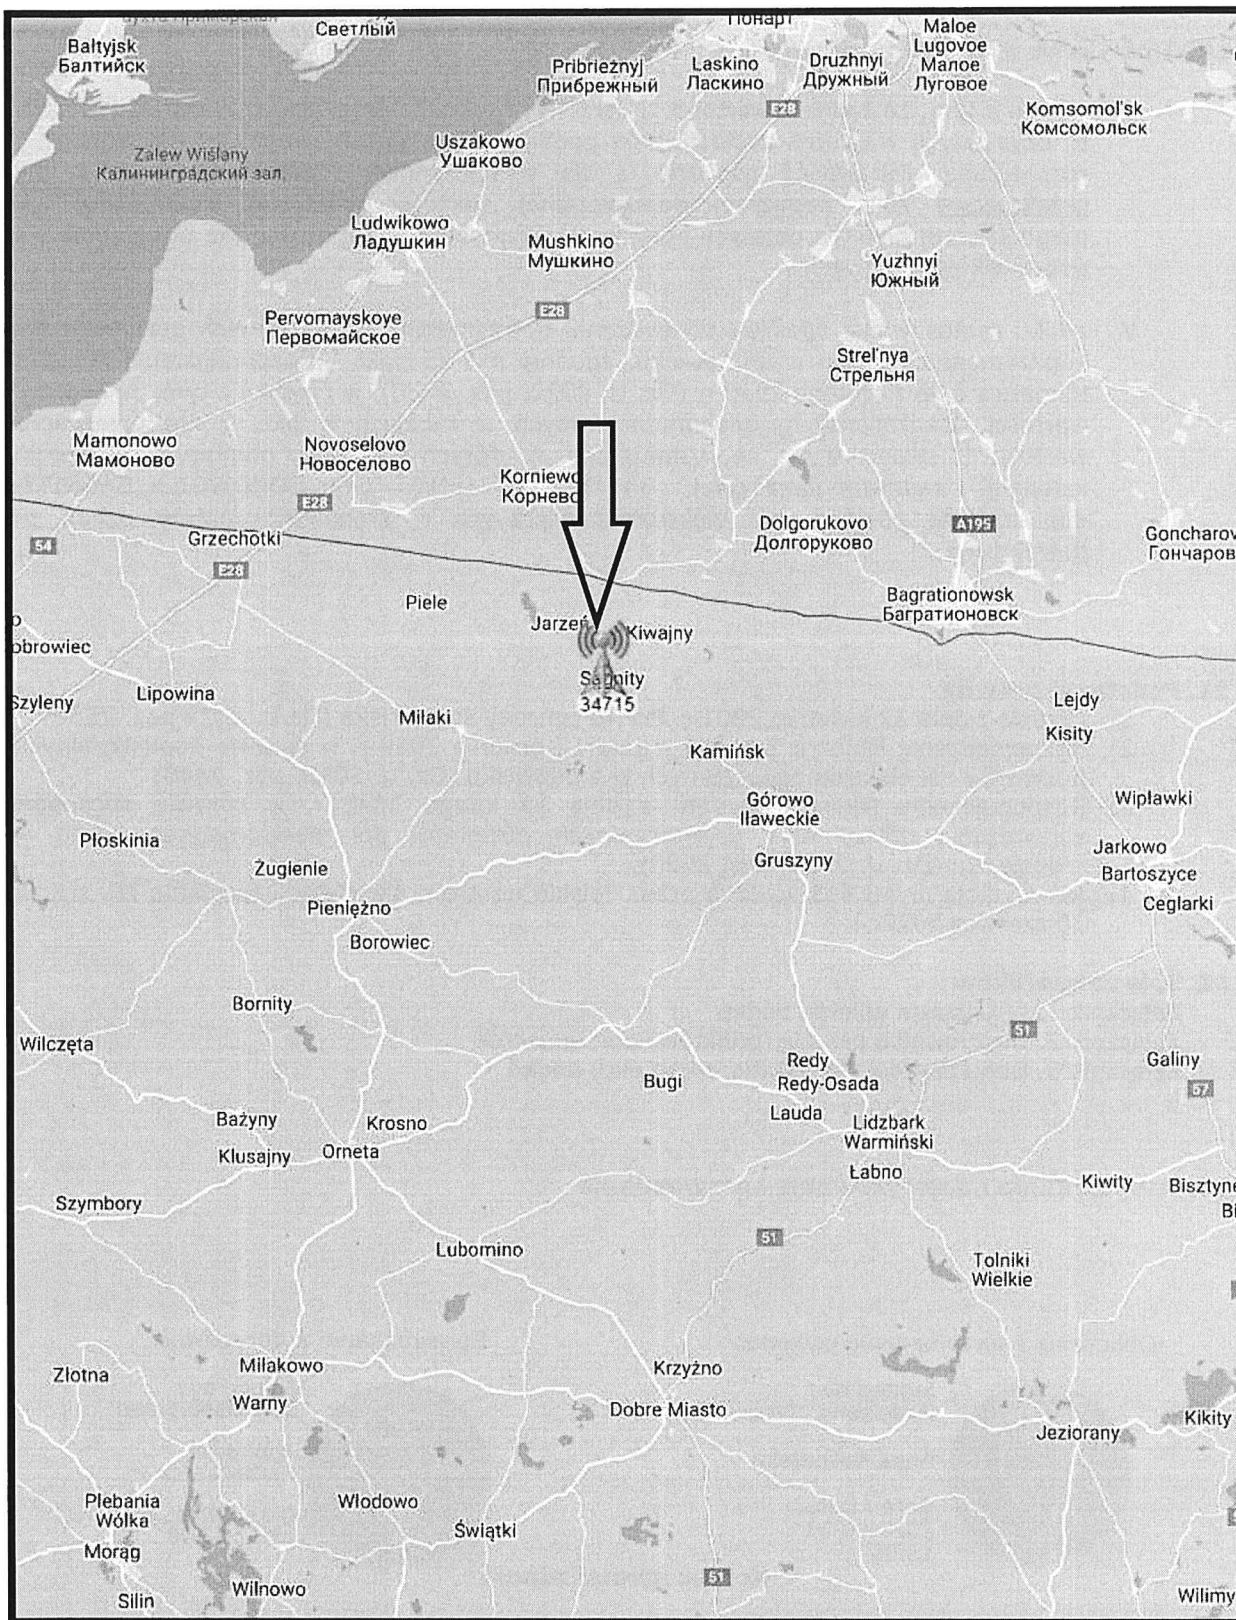 Светлый
Понарт
Bałtyjsk
Балтийск
Pribrieżnyj
Прибрежный
Laskino
Ласкино
Druzhnyi
Дружный
Maloe
Lugovoe
Малое
Луговое
E28
Komsomol'sk
Комсомольск
Uszakowo
Ушаково
Zalew Wiślany
Калининградский зал.
Ludwikowo
Ладушкин
Mushkino
Мушкино
Yuzhnyi
Южный
E28
Pervomayskoye
Первомайское
Strel'nya
Стрельня
Mamonowo
Мамоново
Novoselovo
Новоселово
Korniewo
Корнево
E28
Dolgorukovo
Долгоруково
A195
Goncharov
Гончаров
54
Grzechotki
E28
Piele
Bagrationowsk
Багратионовск
Jarzeń
Kiwajny
obrowiec
Sągnity
34715
Szyleny
Lipowina
Miłaki
Lejdy
Kisity
Kamińsk
Górowo
Iławeckie
Wipławki
Płoskinia
Żugienie
Gruszyny
Jarkowo
Bartoszyce
Ceglarki
Pieniężno
Borowiec
Bornity
51
Wilczęta
Redy
Redy-Osada
Galiny
Bugi
57
Bażyny
Krosno
Lauda
Lidzbark
Warmiński
Klusajny
Orneta
Łabno
Kiwity
Bisztyne
Bi
Szymbory
51
Lubomino
Tolniki
Wielkie
Złotna
Miłakowo
Krzyżno
Warny
Dobre Miasto
Kikity
Jeziorany
Plebania
Wólka
Włodowo
Świątki
Morąg
51
Wilnowo
Silin
Wilimy